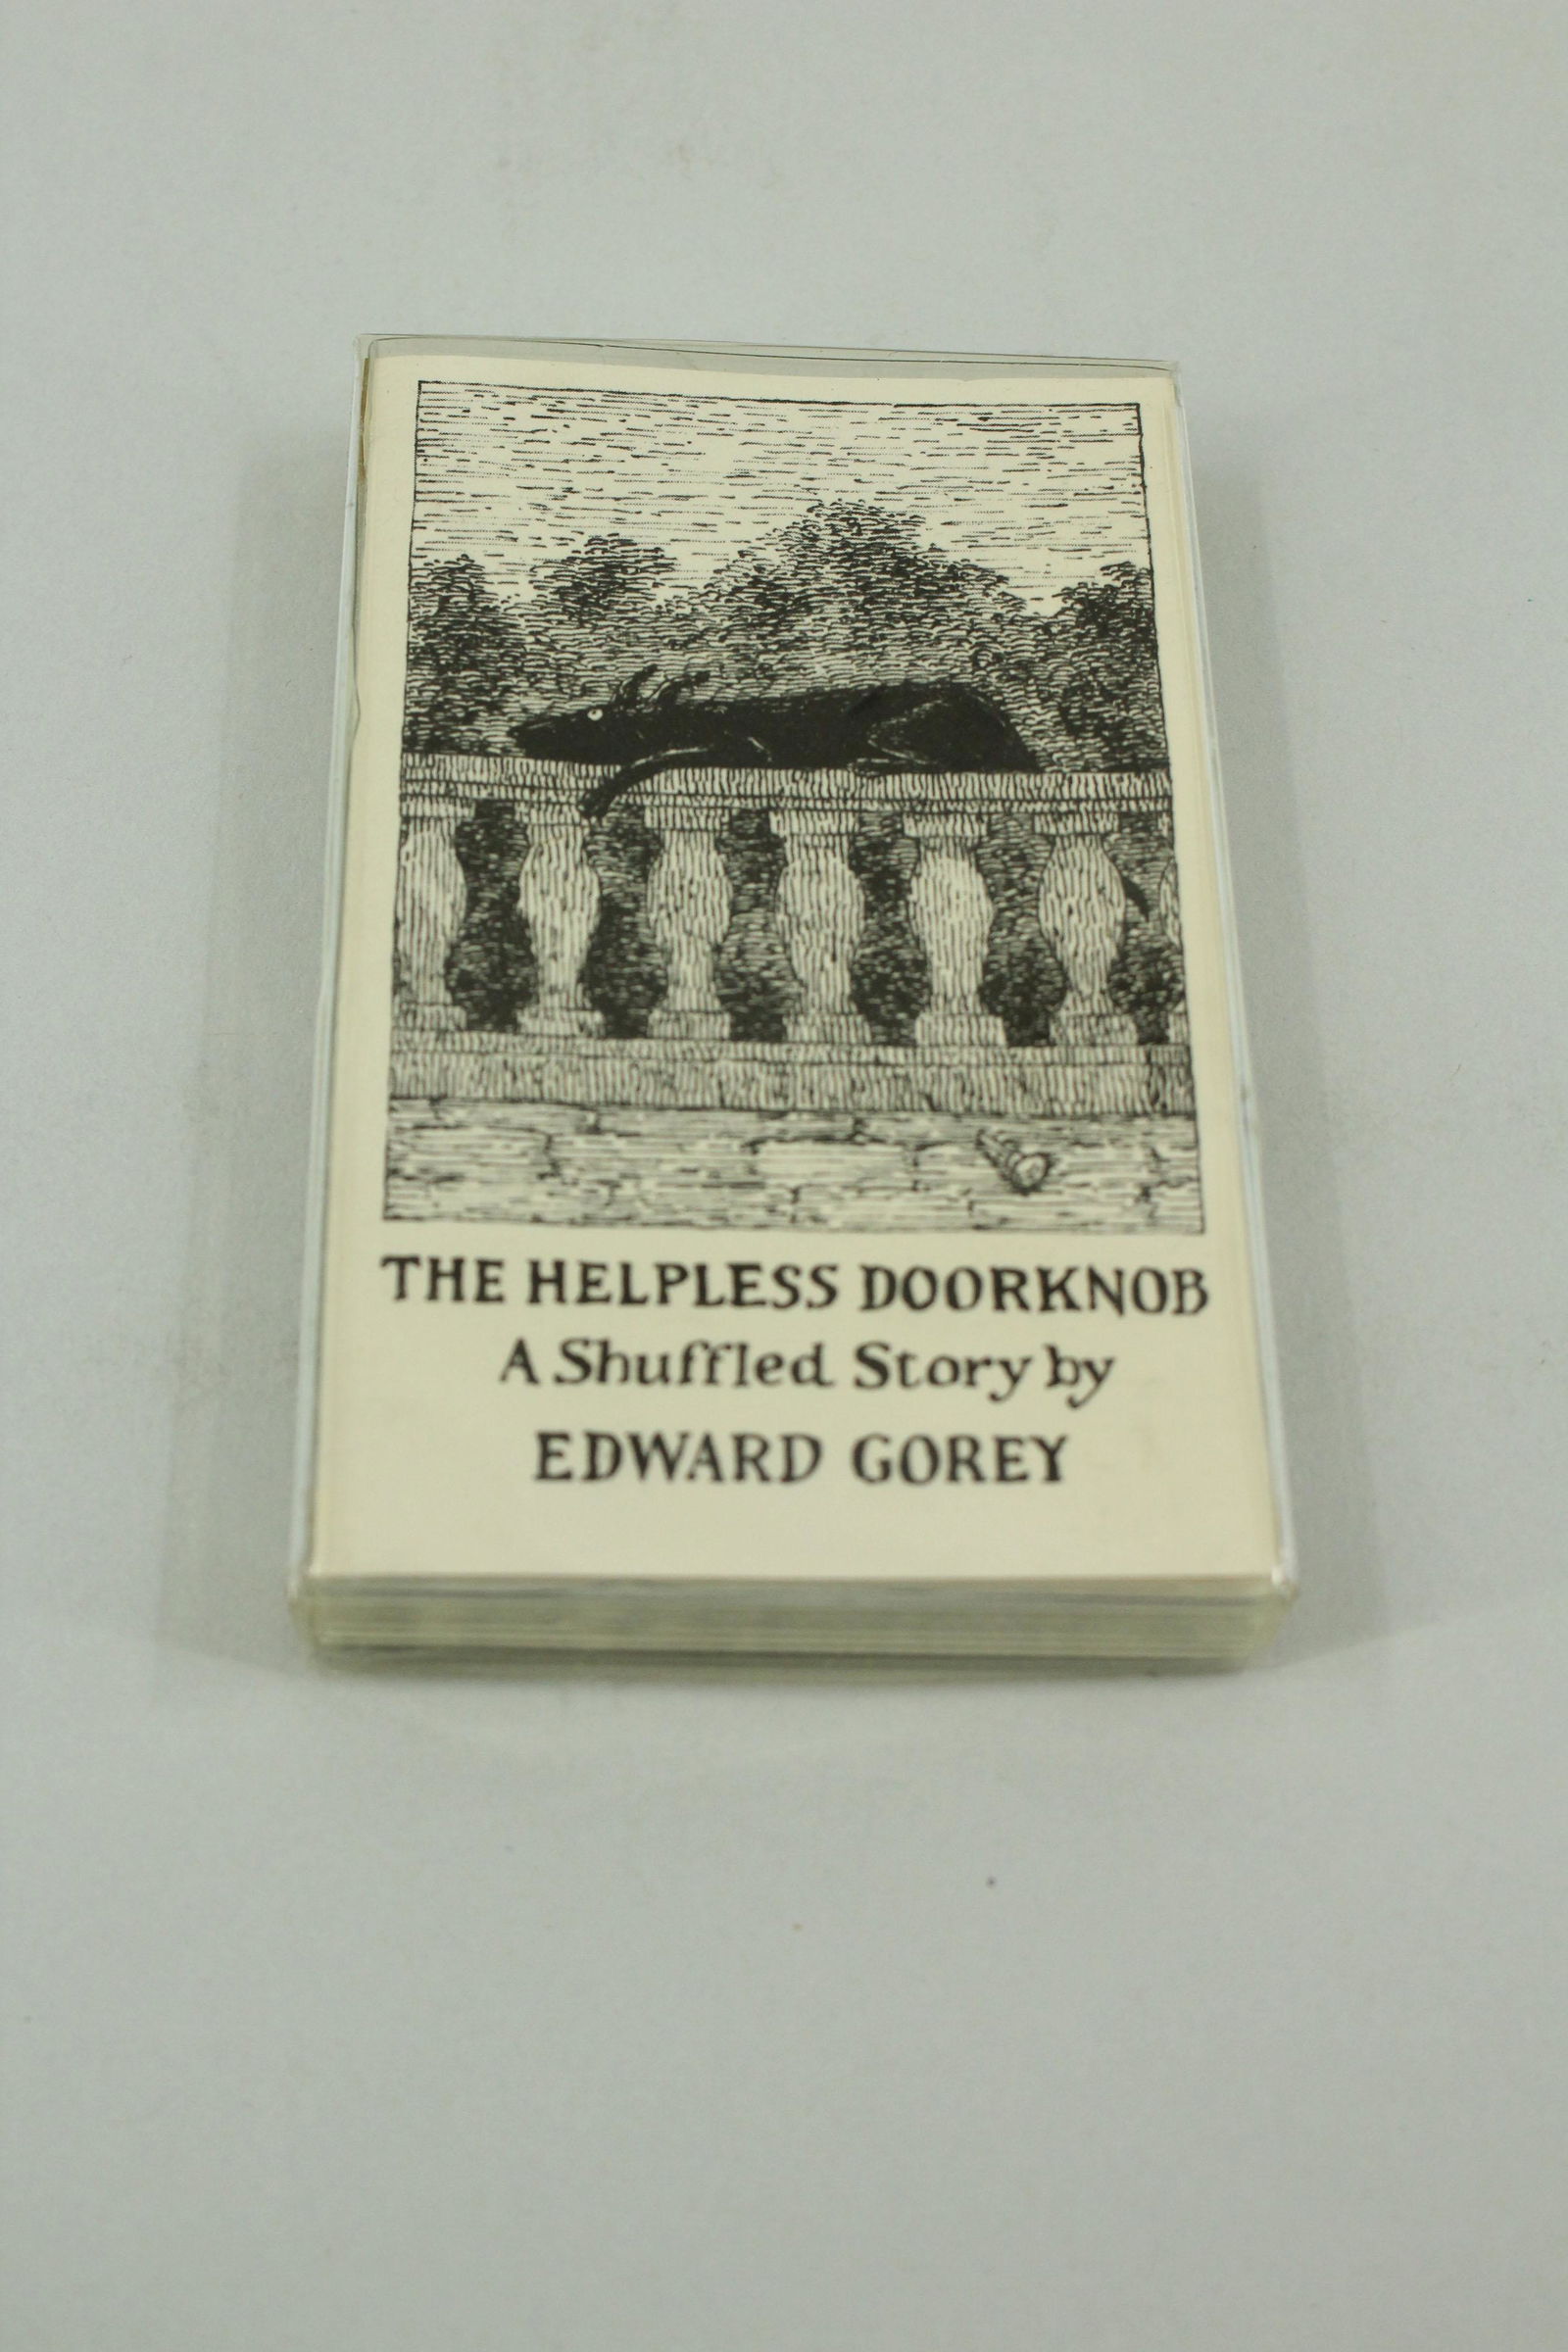 THE HELPLESS DOORKNOB
A Shuffled Story by
EDWARD GOREY